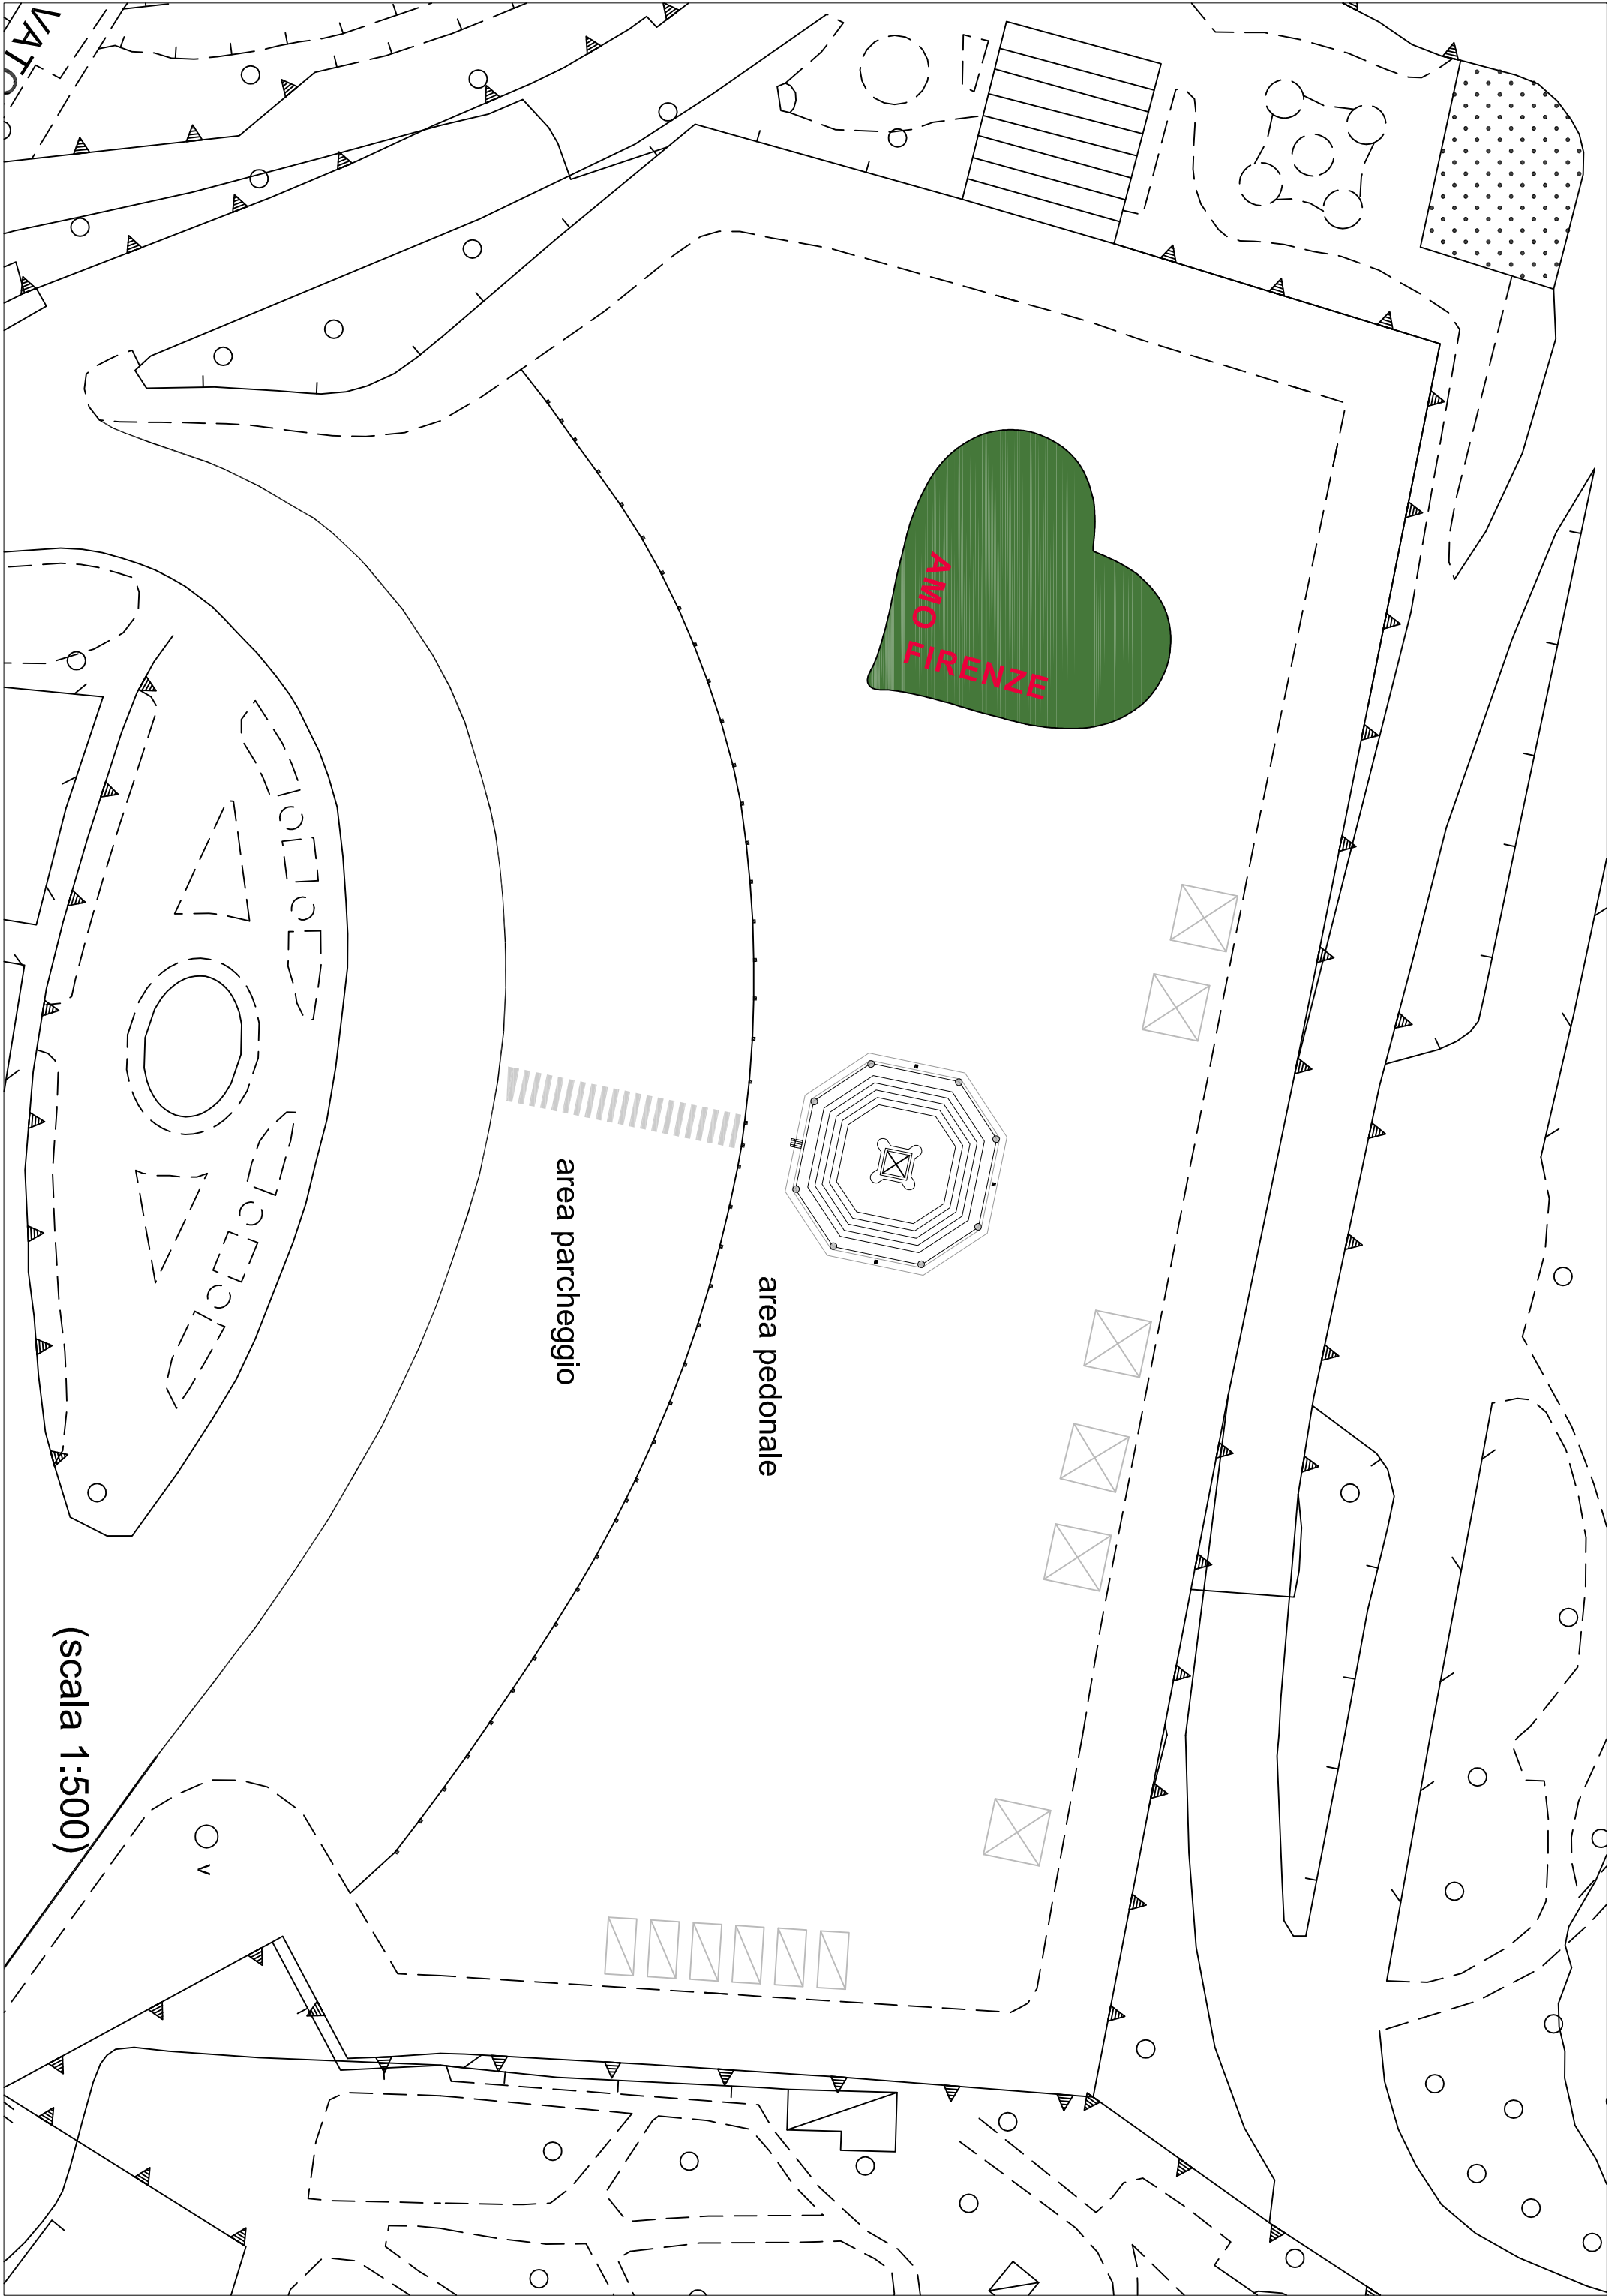 AMO
FIRENZE
area parcheggio
area pedonale
(scala 1:500)
V